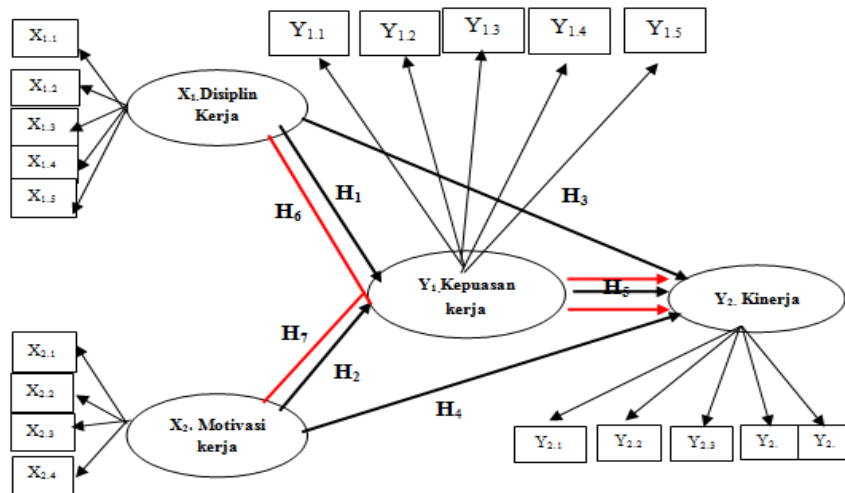 X1.1
X1.2
X1.3
X1.4
X1.5
Y1.1
Y1.2
Y1.3
Y1.4
Y1.5
X1.Disiplin
Kerja
H1
H6
H3
Y1.Kepuasan
kerja
H5
Y2. Kinerja
H7
H2
H4
X2.1
X2.2
X2.3
X2.4
X2. Motivasi
kerja
Y2.1
Y2.2
Y2.3
Y2.
Y2.